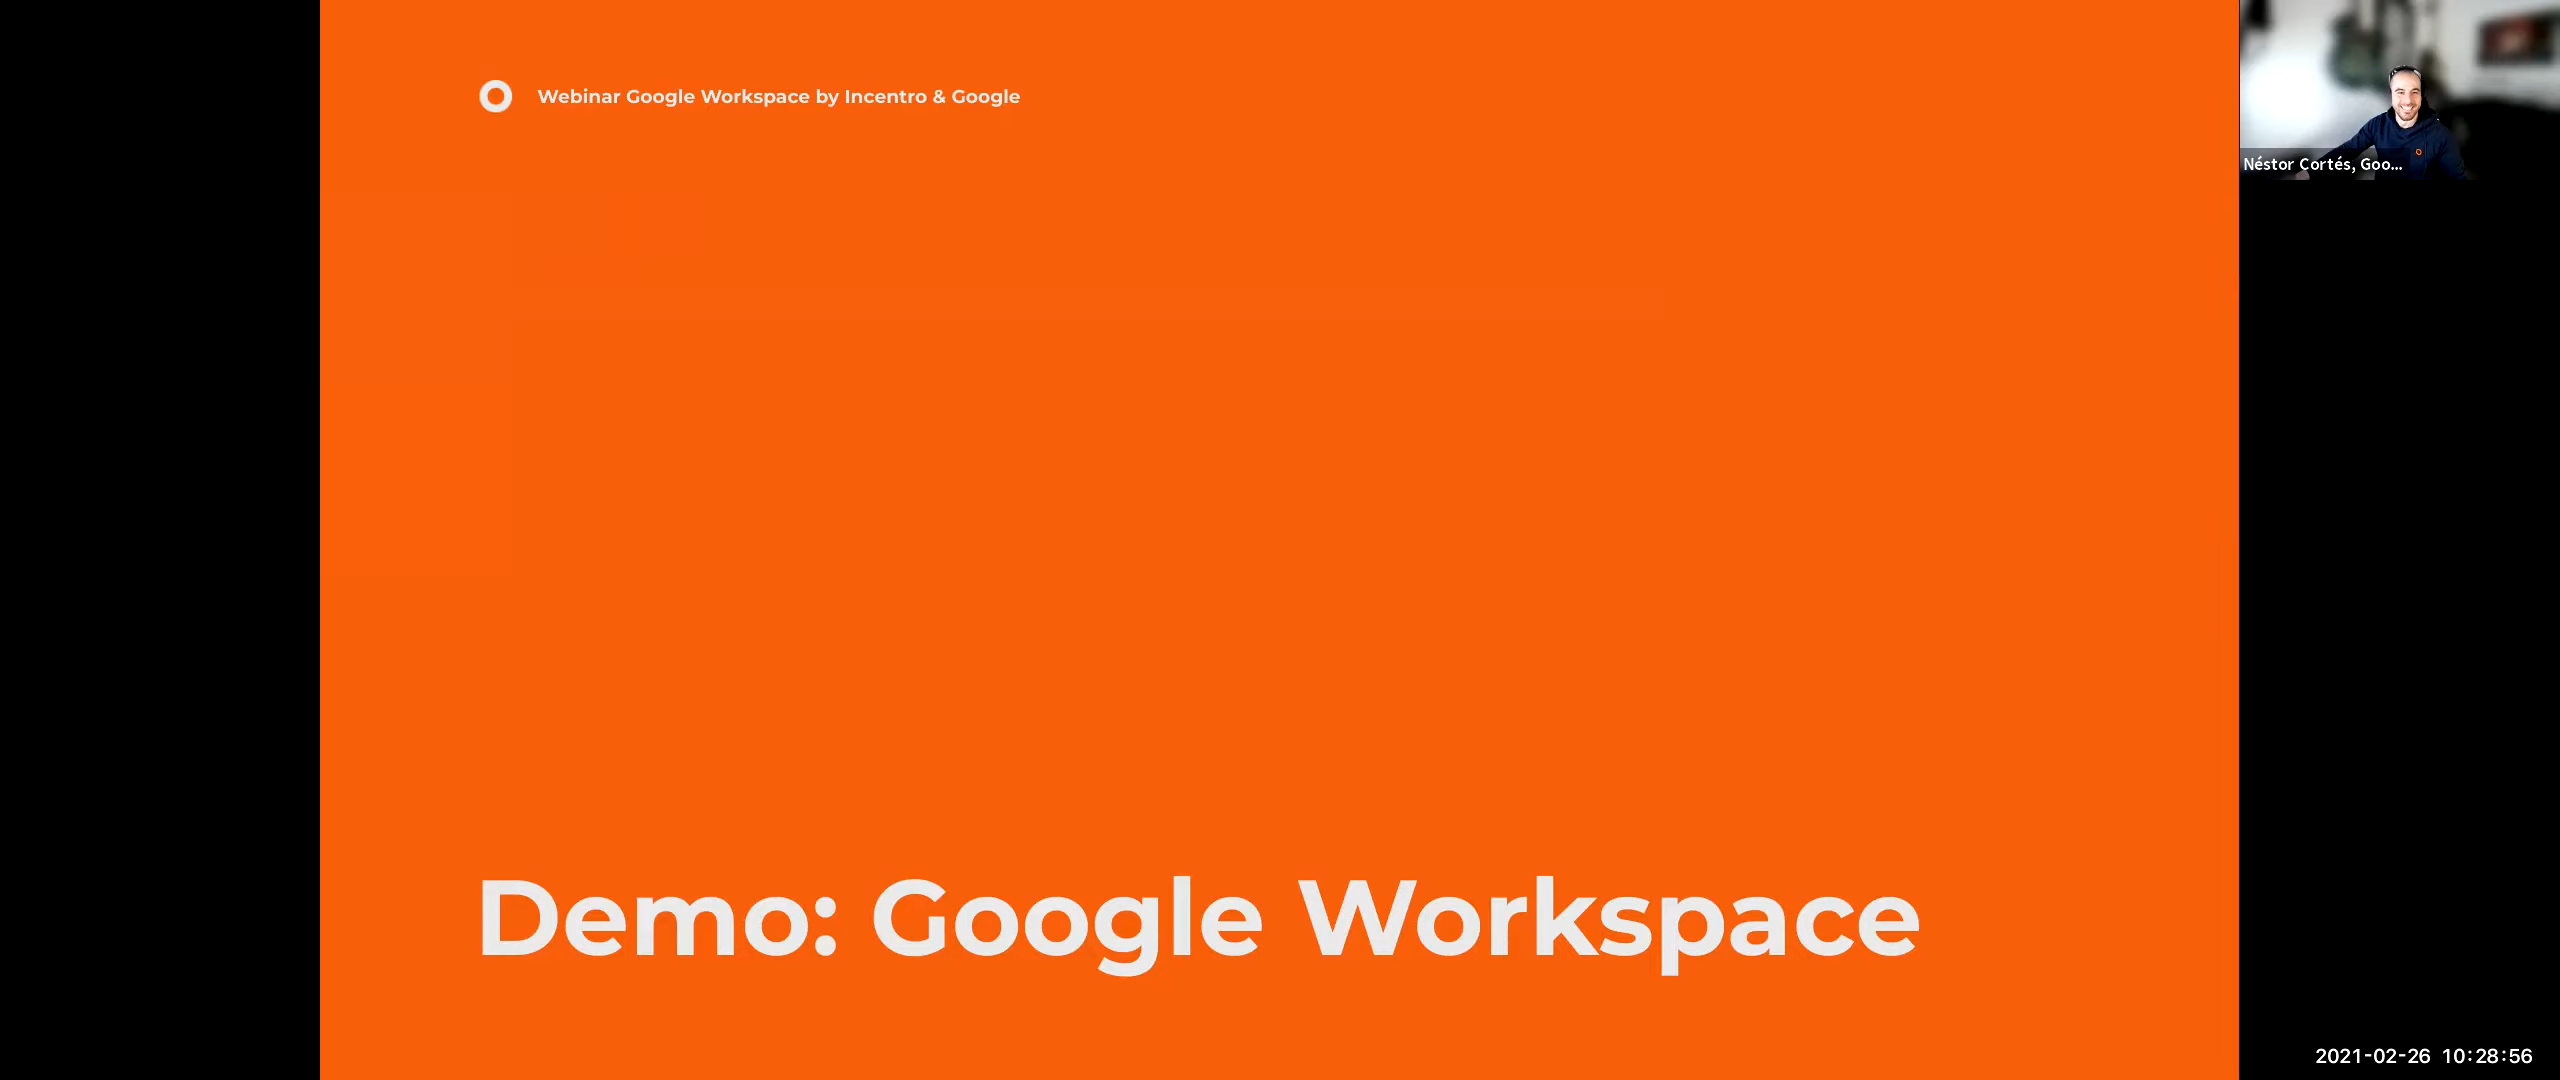 Webinar Google Workspace by Incentro & Google
Néstor Cortés, Goo...
Demo: Google Workspace
2021-02-26 10:28:56